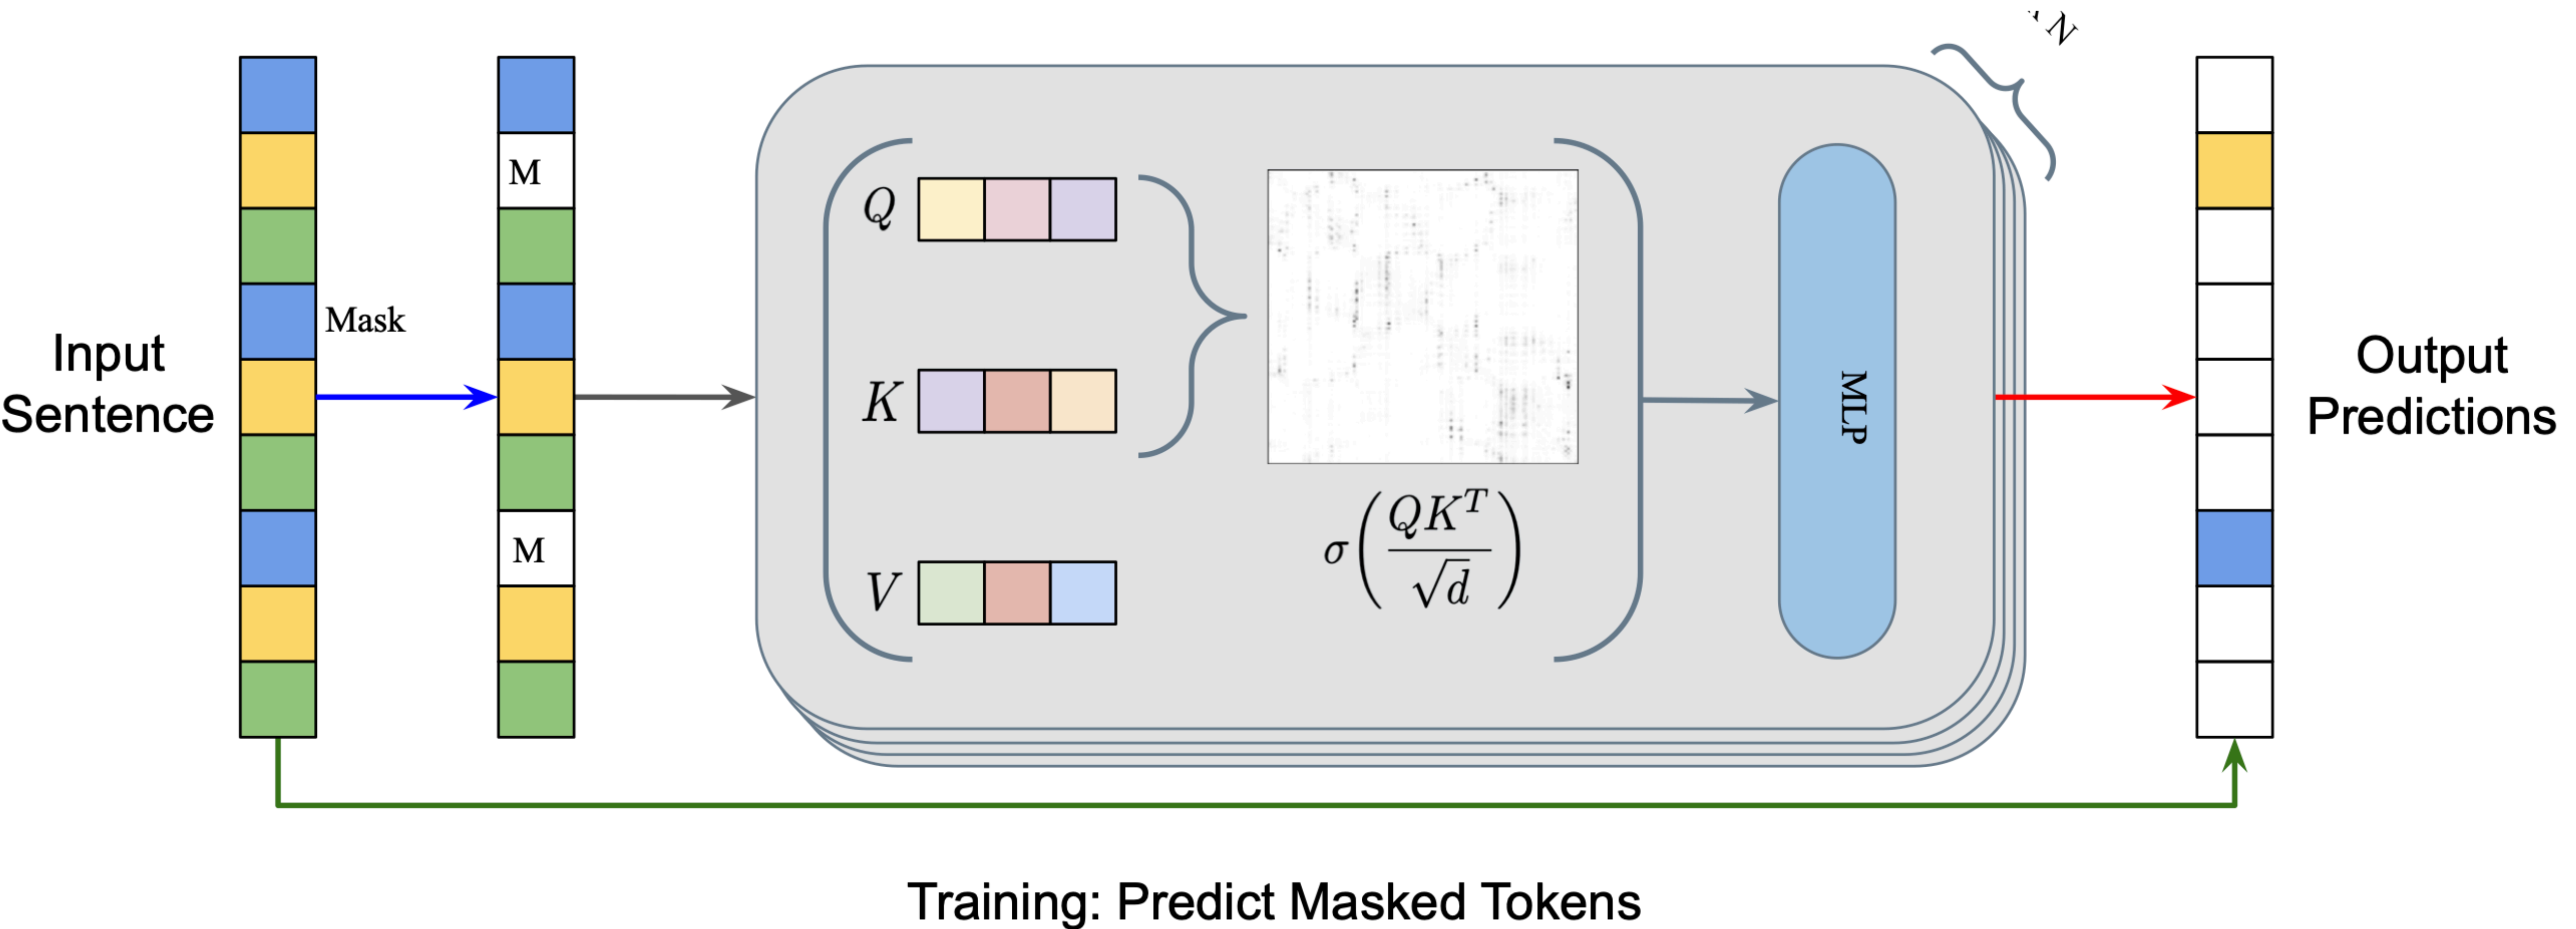 Input
Sentence
Mask
M
M
Q
K
V
σ(QK^T/√d)
MLP
N
Output
Predictions
Training: Predict Masked Tokens